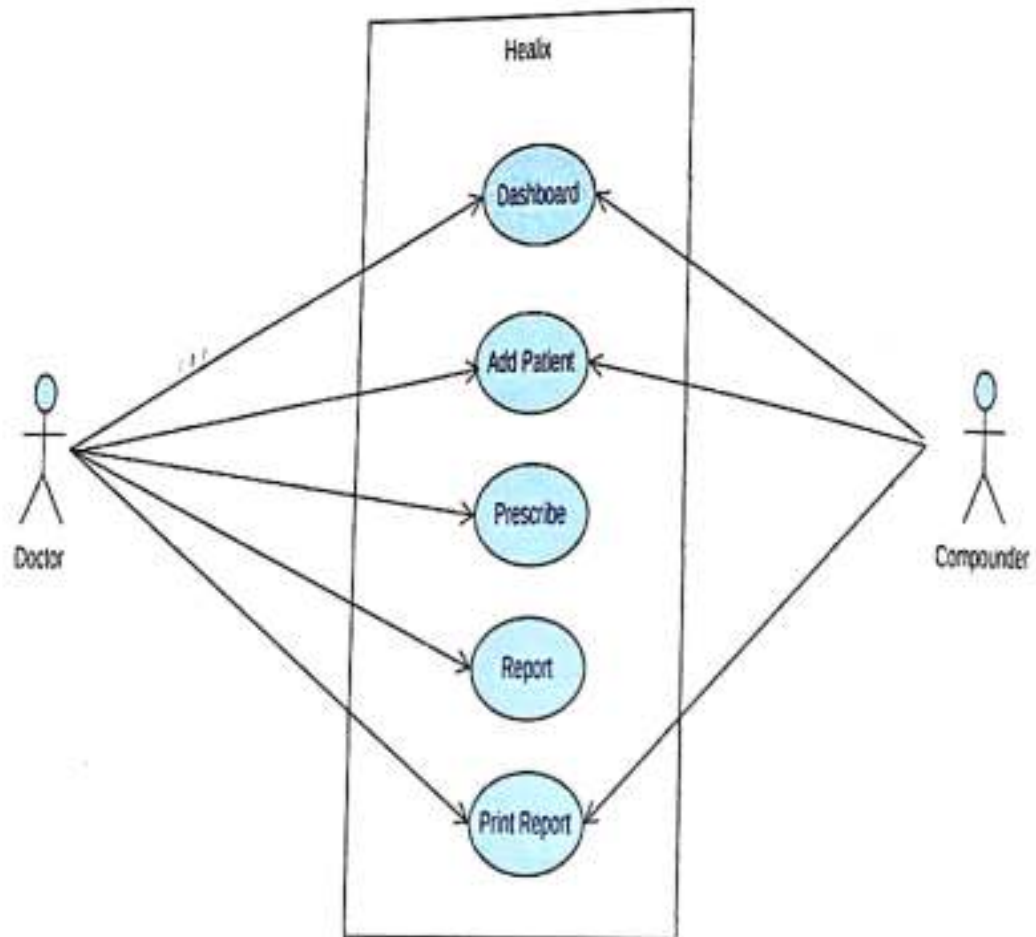 Healix
Dashboard
Add Patient
Prescribe
Report
Print Report
Doctor
Compounder